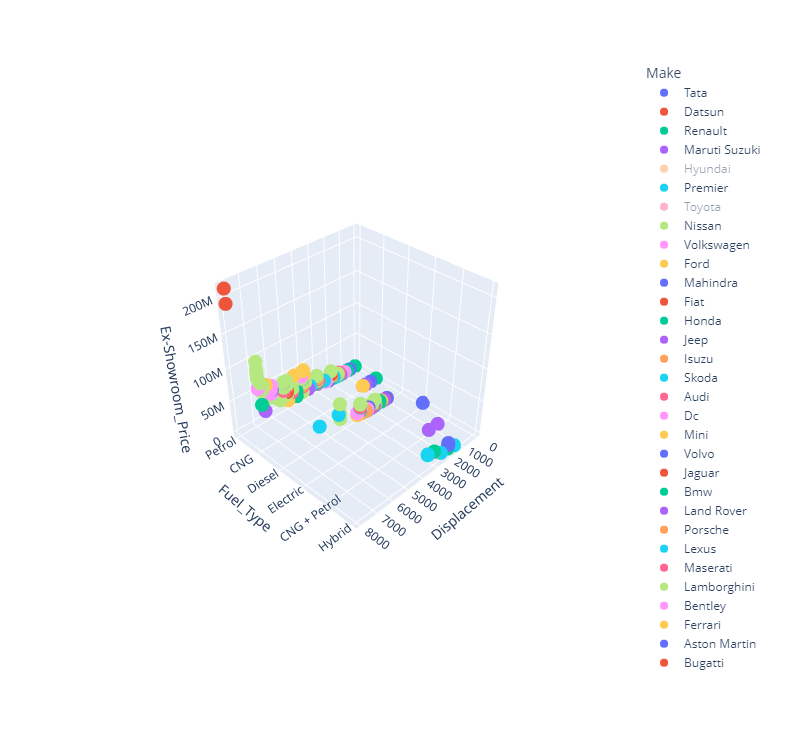 Make
Tata
Datsun
Renault
Maruti Suzuki
Hyundai
Premier
Toyota
Nissan
Volkswagen
Ford
Mahindra
Fiat
Honda
Jeep
Isuzu
Skoda
Audi
Dc
Mini
Volvo
Jaguar
Bmw
Land Rover
Porsche
Lexus
Maserati
Lamborghini
Bentley
Ferrari
Aston Martin
Bugatti
Ex-Showroom_Price
200M
150M
100M
50M
0
Fuel_Type
Petrol
CNG
Diesel
Electric
CNG + Petrol
Hybrid
Displacement
0
1000
2000
3000
4000
5000
6000
7000
8000